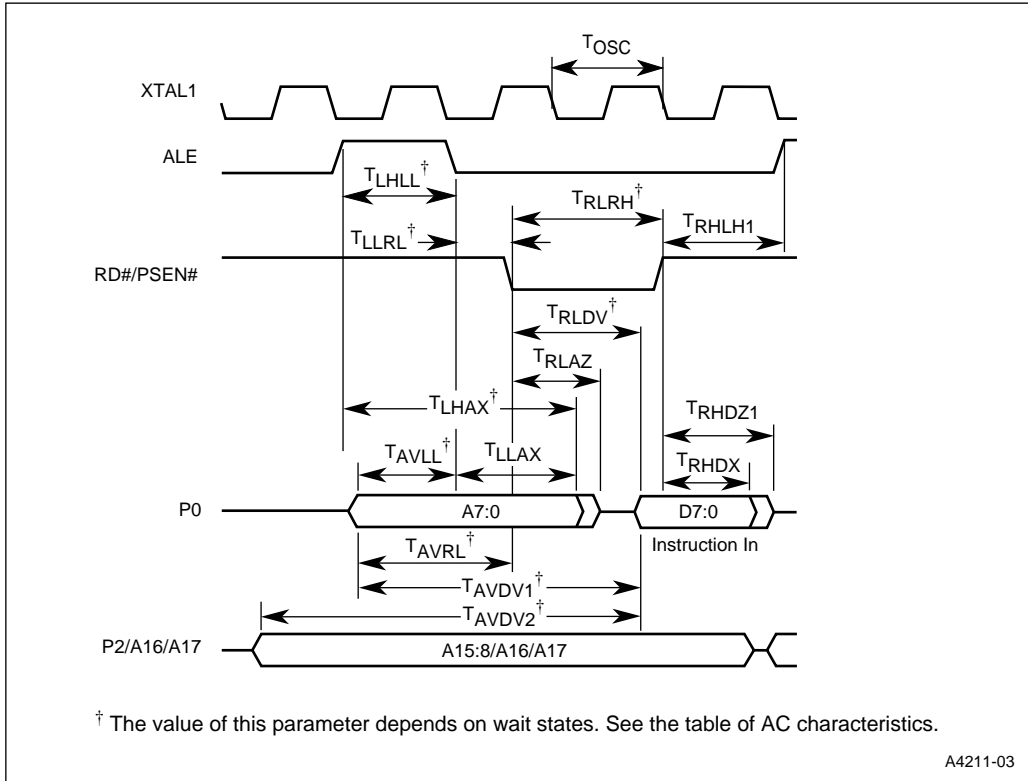 TOSC
XTAL1
ALE
TLHLL†
TRLRH†
TRHLH1
TLLRL†
RD#/PSEN#
TRLDV†
TRLAZ
TLHAX†
TRHDZ1
TAVLL†
TLLAX
TRHDX
P0
A7:0
D7:0
Instruction In
TAVRL†
TAVDV1†
TAVDV2†
P2/A16/A17
A15:8/A16/A17
† The value of this parameter depends on wait states. See the table of AC characteristics.
A4211-03